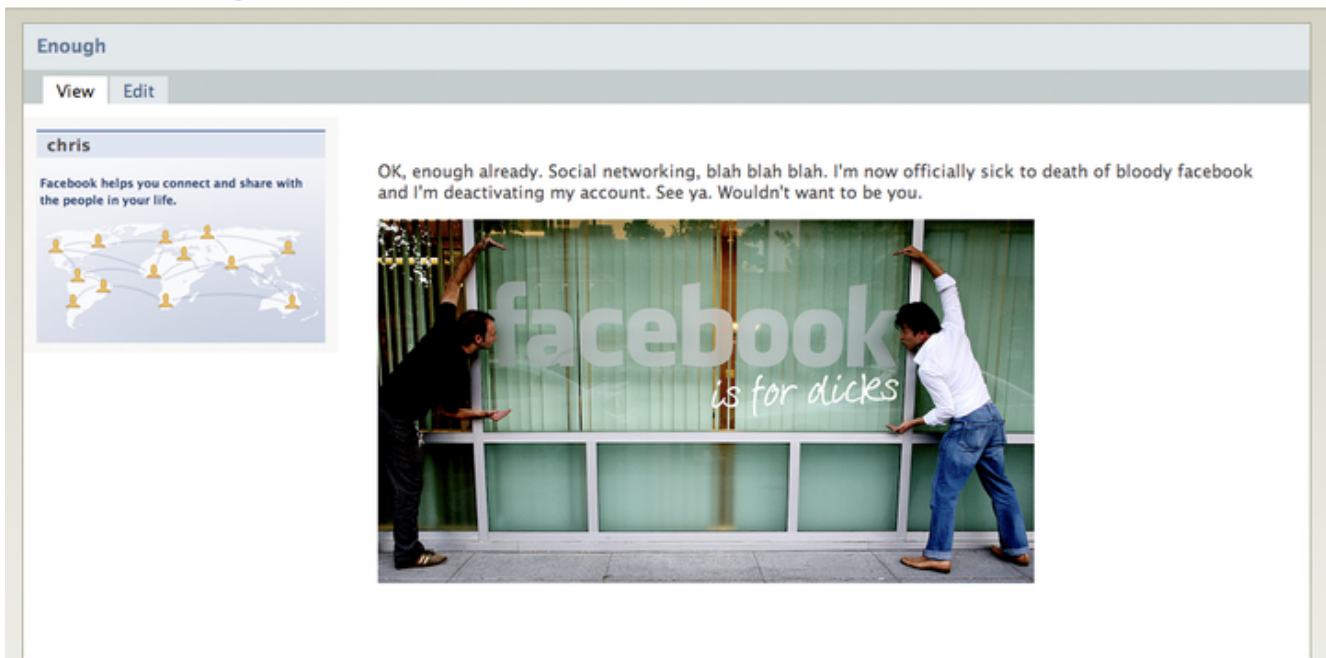 Enough
View Edit
chris
Facebook helps you connect and share with
the people in your life.
OK, enough already. Social networking, blah blah blah. I'm now officially sick to death of bloody facebook
and I'm deactivating my account. See ya. Wouldn't want to be you.
facebook
is for dicks